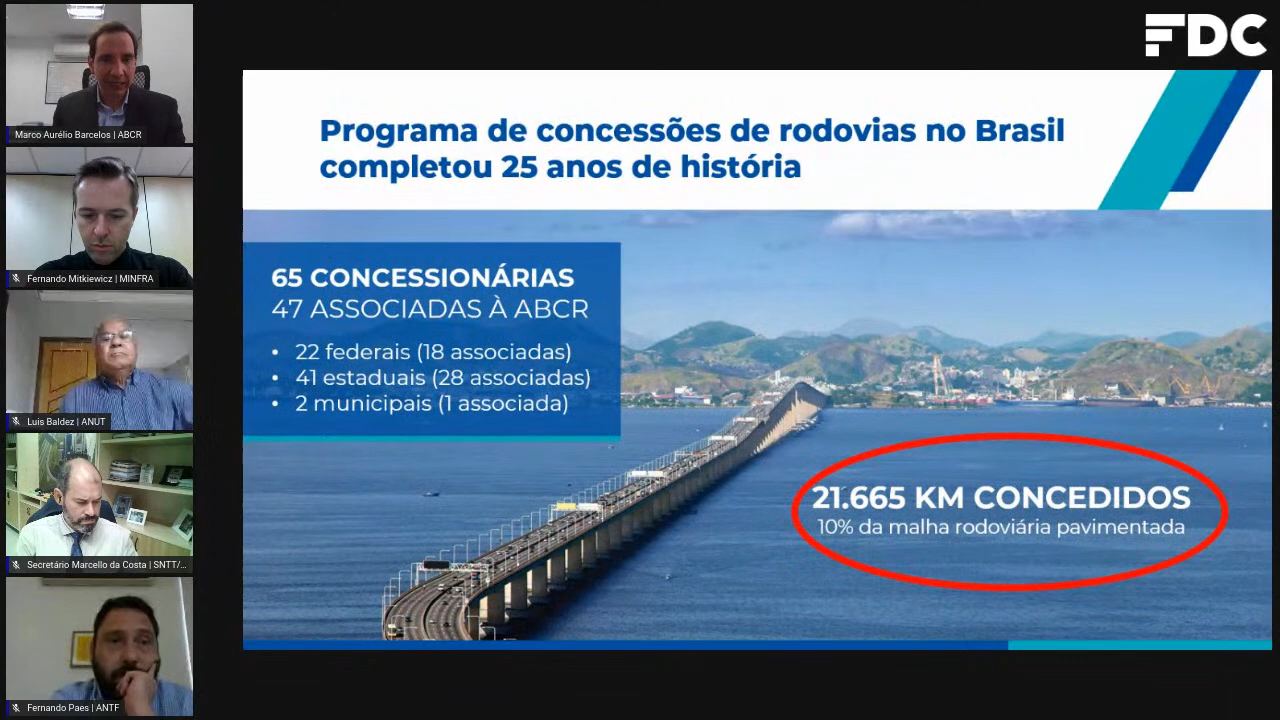 FDC
Marco Aurélio Barcelos | ABCR
Fernando Mitkiewicz | MINFRA
Luis Baldez | ANUT
Secretário Marcello da Costa | SNTT/...
Fernando Paes | ANTF
Programa de concessões de rodovias no Brasil
completou 25 anos de história
65 CONCESSIONÁRIAS
47 ASSOCIADAS À ABCR
• 22 federais (18 associadas)
• 41 estaduais (28 associadas)
• 2 municipais (1 associada)
21.665 KM CONCEDIDOS
10% da malha rodoviária pavimentada